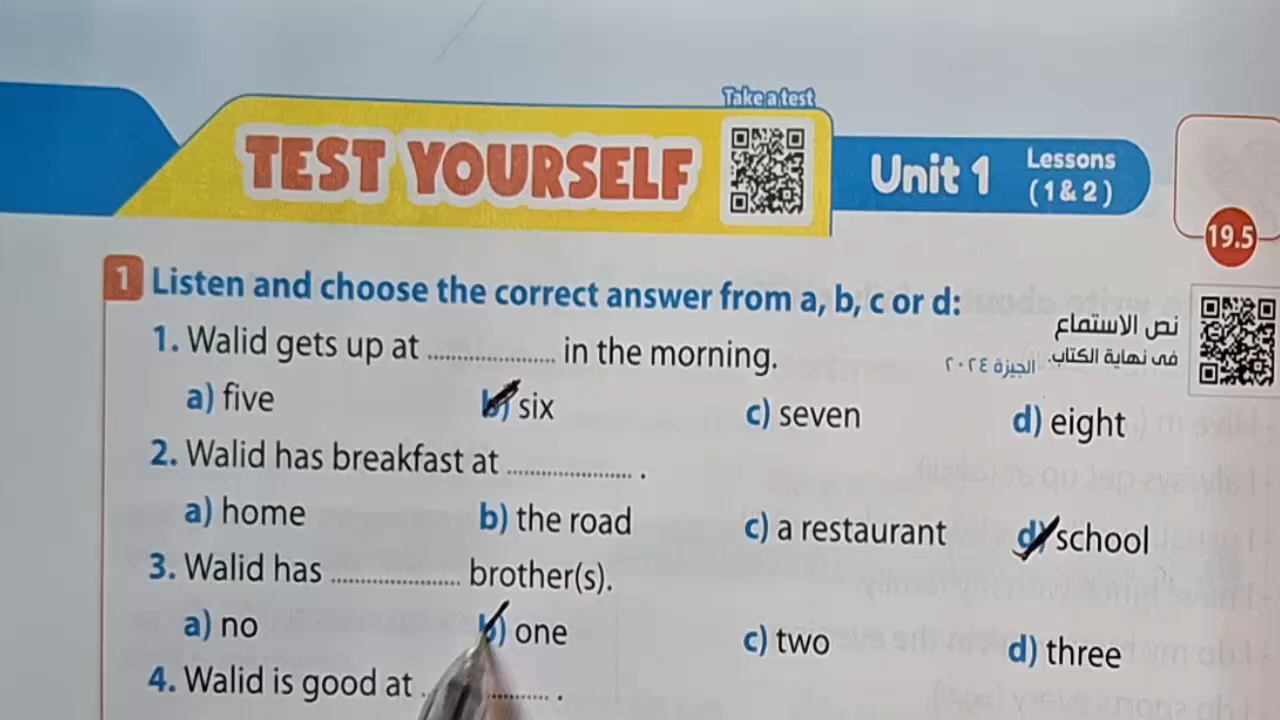 Take a test
TEST YOURSELF
Unit 1
Lessons
(1 & 2)
19.5
1 Listen and choose the correct answer from a, b, c or d:
نص الاستماع
فى نهاية الكتاب.
1. Walid gets up at .................... in the morning.
الجيزة ٢٠٢٤
a) five b) six c) seven d) eight
2. Walid has breakfast at .................... .
a) home b) the road c) a restaurant d) school
3. Walid has .................... brother(s).
a) no b) one c) two d) three
4. Walid is good at .................... .